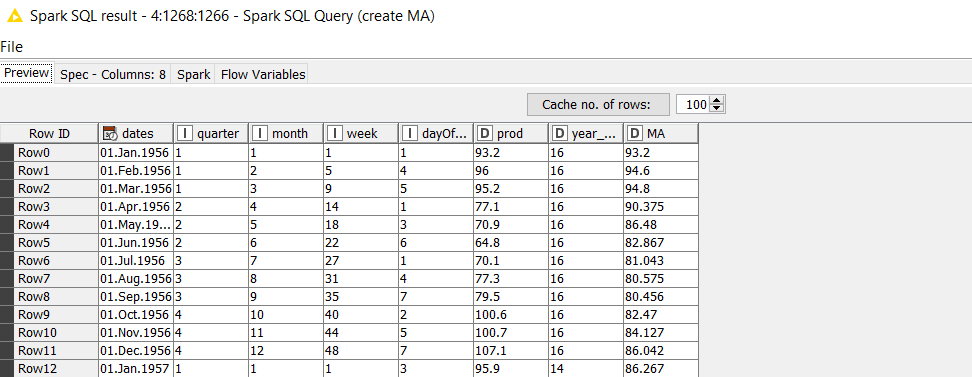 Spark SQL result - 4:1268:1266 - Spark SQL Query (create MA)
File
Preview Spec - Columns: 8 Spark Flow Variables
Cache no. of rows: 100
Row ID dates I quarter I month I week I dayOf... D prod D year_... D MA
Row0 01.Jan.1956 1 1 1 1 93.2 16 93.2
Row1 01.Feb.1956 1 2 5 4 96 16 94.6
Row2 01.Mar.1956 1 3 9 5 95.2 16 94.8
Row3 01.Apr.1956 2 4 14 1 77.1 16 90.375
Row4 01.May.19... 2 5 18 3 70.9 16 86.48
Row5 01.Jun.1956 2 6 22 6 64.8 16 82.867
Row6 01.Jul.1956 3 7 27 1 70.1 16 81.043
Row7 01.Aug.1956 3 8 31 4 77.3 16 80.575
Row8 01.Sep.1956 3 9 35 7 79.5 16 80.456
Row9 01.Oct.1956 4 10 40 2 100.6 16 82.47
Row10 01.Nov.1956 4 11 44 5 100.7 16 84.127
Row11 01.Dec.1956 4 12 48 7 107.1 16 86.042
Row12 01.Jan.1957 1 1 1 3 95.9 14 86.267